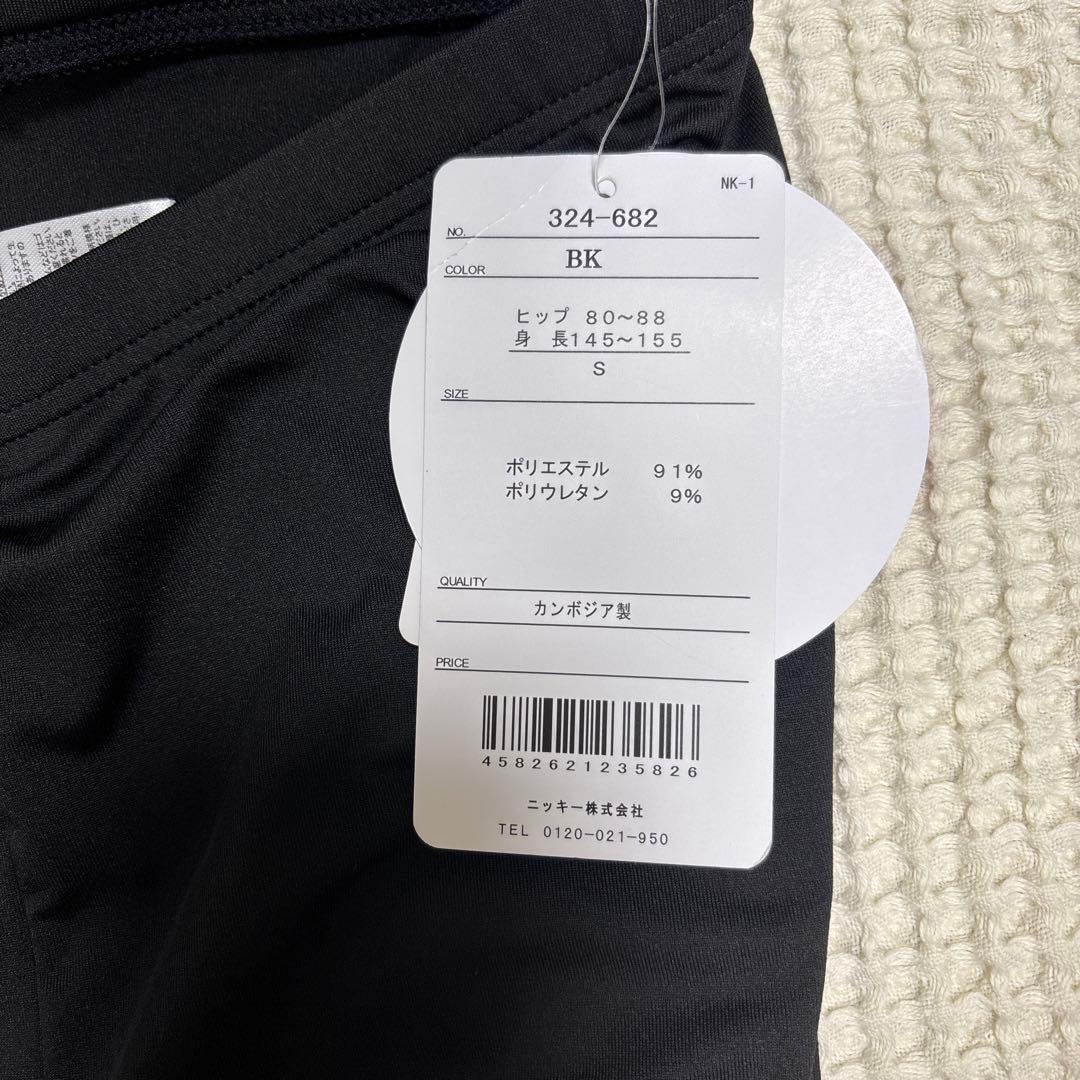 NK-1
NO. 324-682
COLOR BK
ヒップ 80〜88
身 長145〜155
S
SIZE
ポリエステル 91%
ポリウレタン 9%
QUALITY
カンボジア製
PRICE
4582621235826
ニッキー株式会社
TEL 0120-021-950